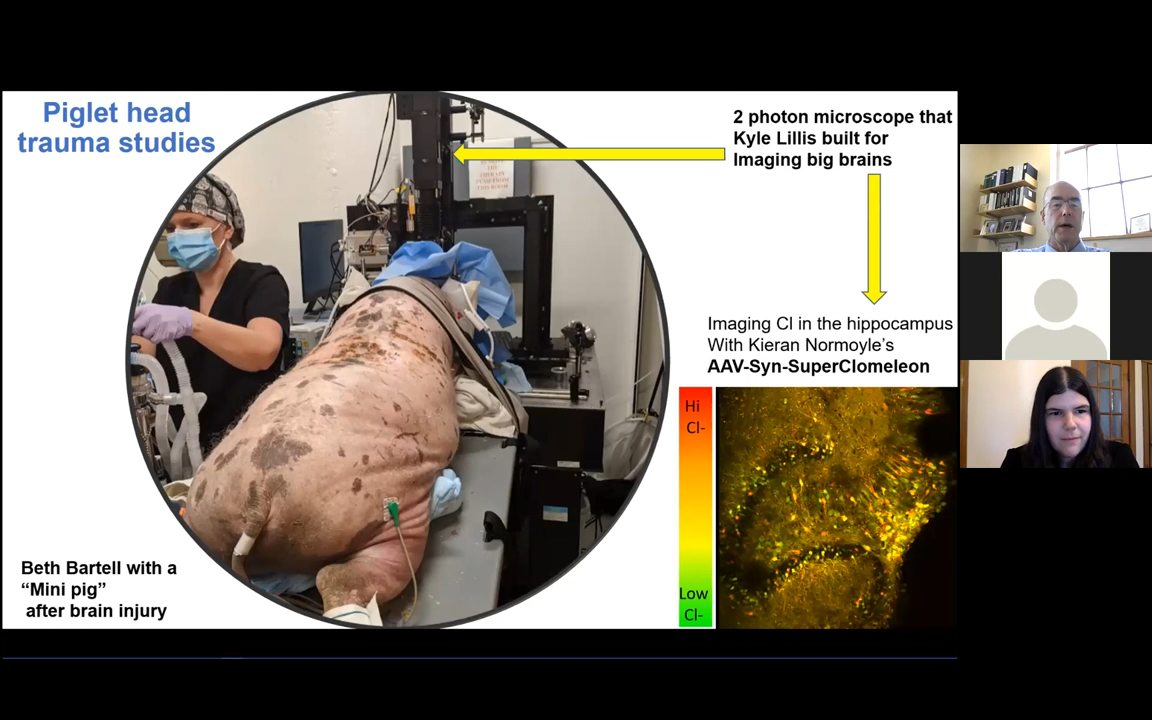 Piglet head
trauma studies
2 photon microscope that
Kyle Lillis built for
Imaging big brains
Imaging Cl in the hippocampus
With Kieran Normoyle's
AAV-Syn-SuperClomeleon
Hi
Cl-
Low
Cl-
Beth Bartell with a
“Mini pig”
after brain injury